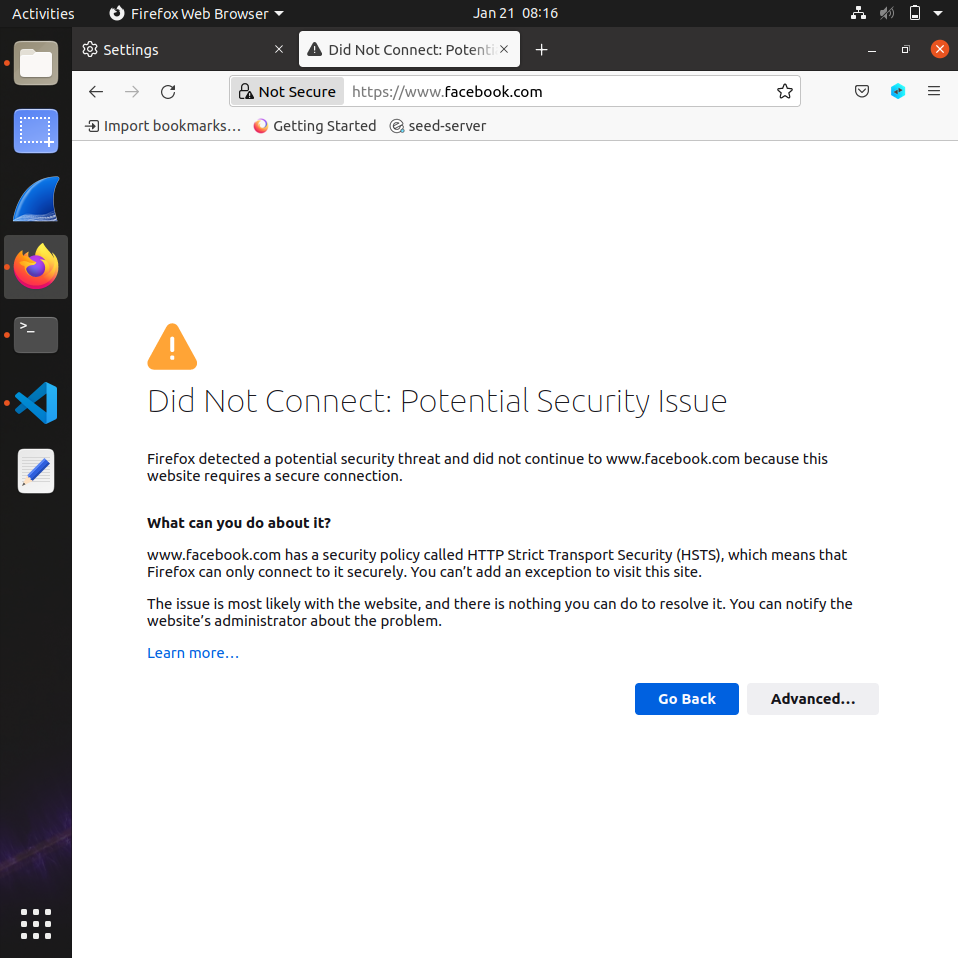 Activities
Firefox Web Browser
Jan 21 08:16
Settings
Did Not Connect: Potenti
Not Secure
https://www.facebook.com
Import bookmarks…
Getting Started
seed-server
>_
Did Not Connect: Potential Security Issue
Firefox detected a potential security threat and did not continue to www.facebook.com because this
website requires a secure connection.
What can you do about it?
www.facebook.com has a security policy called HTTP Strict Transport Security (HSTS), which means that
Firefox can only connect to it securely. You can’t add an exception to visit this site.
The issue is most likely with the website, and there is nothing you can do to resolve it. You can notify the
website’s administrator about the problem.
Learn more…
Go Back
Advanced…